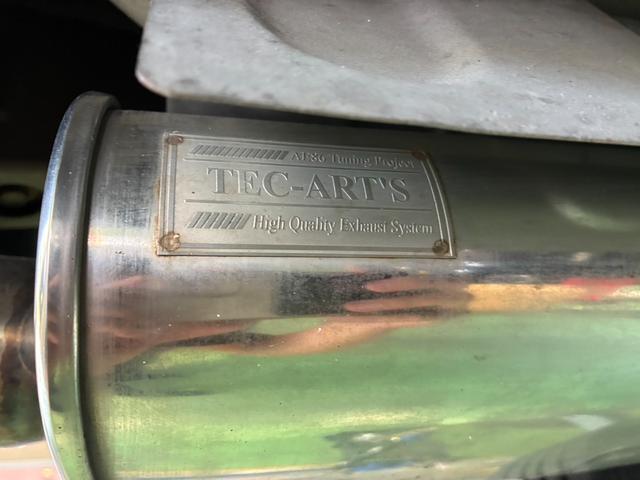 AE86 Tuning Project
TEC-ART'S
High Quality Exhaust System